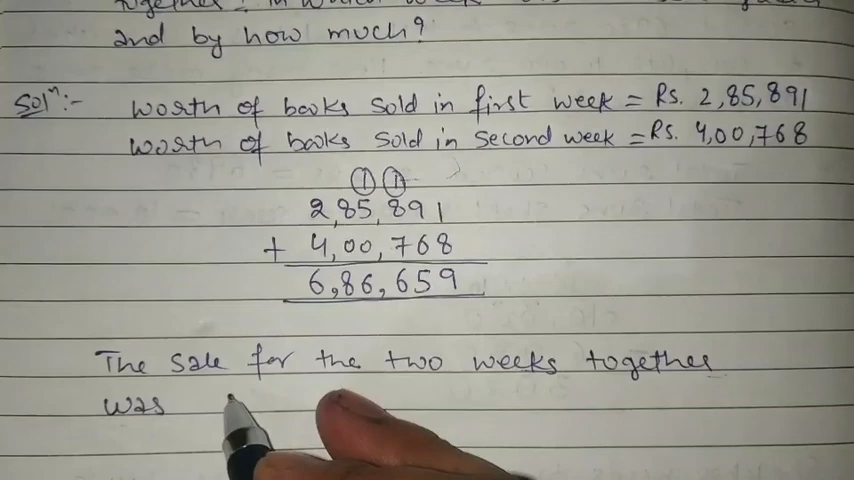 and by how much?
Solⁿ:- worth of books sold in first week = Rs. 2,85,891
worth of books sold in second week = Rs. 4,00,768
1 1
2,85,891
+ 4,00,768
6,86,659
The sale for the two weeks together
was